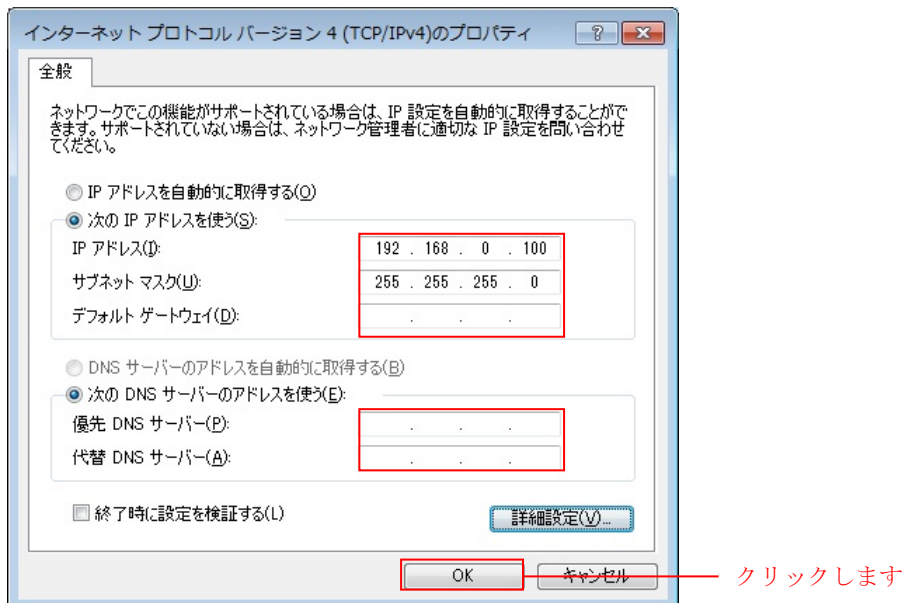 インターネット プロトコル バージョン 4 (TCP/IPv4)のプロパティ
全般
ネットワークでこの機能がサポートされている場合は、IP 設定を自動的に取得することがで
きます。サポートされていない場合は、ネットワーク管理者に適切な IP 設定を問い合わせ
てください。
IP アドレスを自動的に取得する(O)
次の IP アドレスを使う(S):
IP アドレス(I): 192 . 168 . 0 . 100
サブネット マスク(U): 255 . 255 . 255 . 0
デフォルト ゲートウェイ(D): . . .
DNS サーバーのアドレスを自動的に取得する(B)
次の DNS サーバーのアドレスを使う(E):
優先 DNS サーバー(P): . . .
代替 DNS サーバー(A): . . .
終了時に設定を検証する(L)
詳細設定(V)...
OK キャンセル クリックします